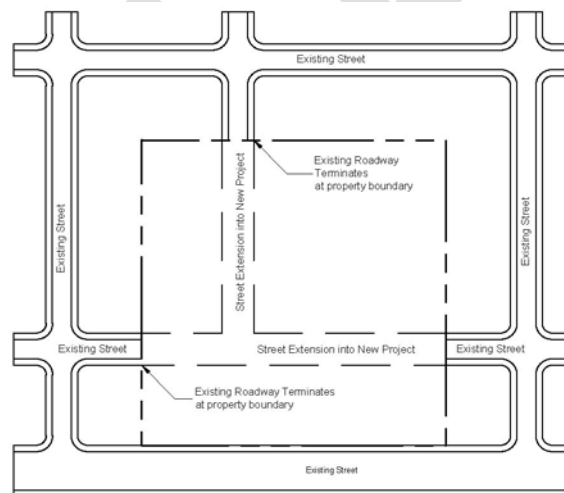 Existing Street
Existing Roadway
Terminates
at property boundary
Street Extension into New Project
Existing Street
Existing Street
Existing Street
Street Extension into New Project
Existing Street
Existing Roadway Terminates
at property boundary
Existing Street